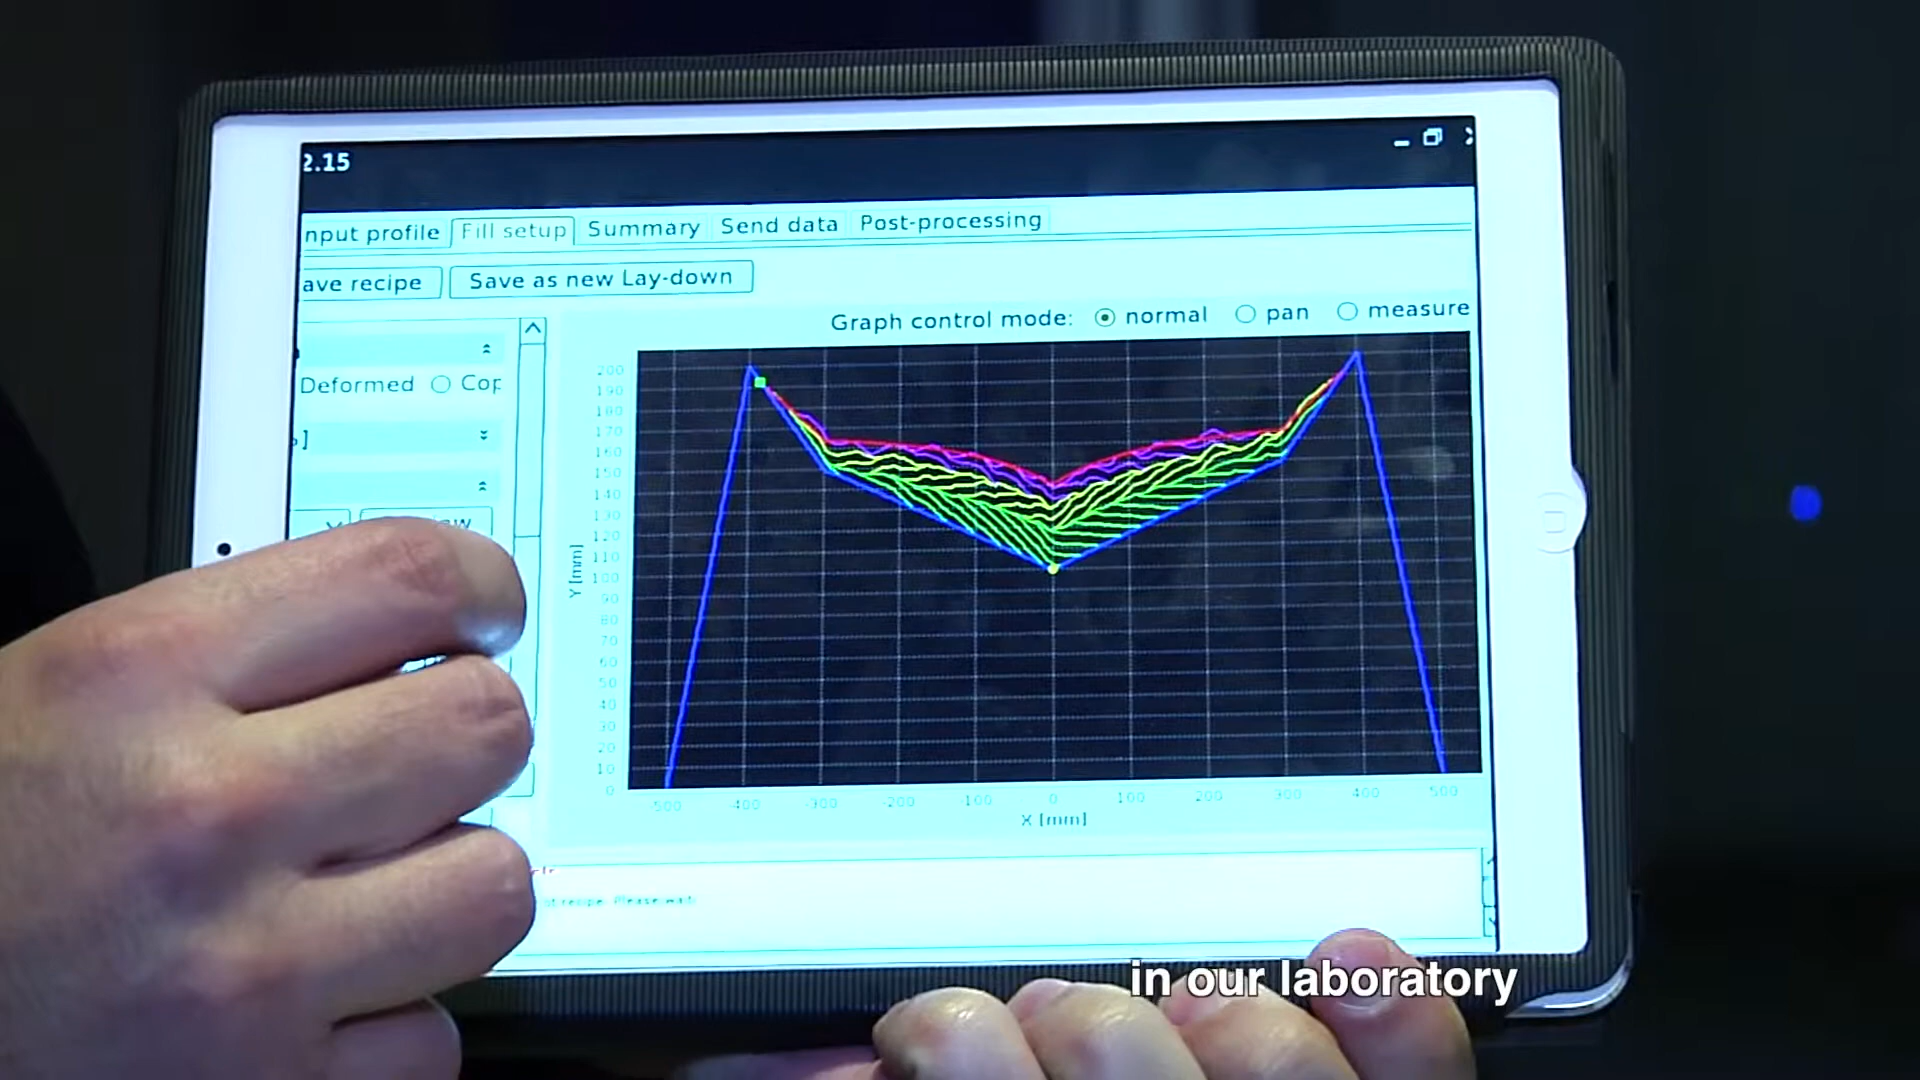 2.15
nput profile Fill setup Summary Send data Post-processing
ave recipe Save as new Lay-down
Graph control mode: normal pan measure
Deformed Cop
200
190
180
170
160
150
140
130
120
110
100
90
80
70
60
50
40
30
20
10
0
Y [mm]
-500 -400 -300 -200 -100 0 100 200 300 400 500
X [mm]
recipe. Please wait
in our laboratory